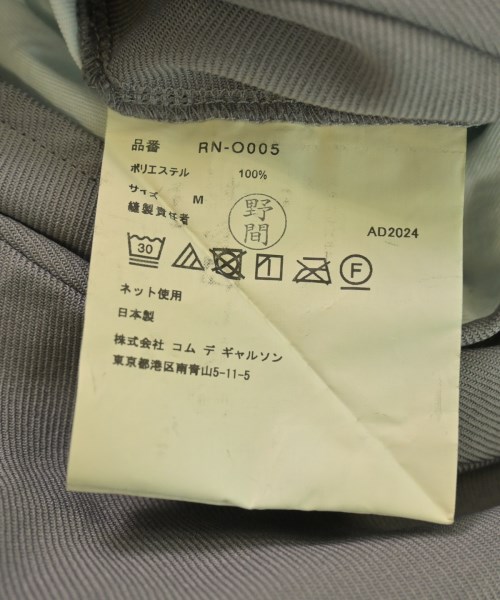 品番 RN-O005
ポリエステル 100%
サイズ M
縫製責任者 野間
AD2024
30
F
ネット使用
日本製
株式会社 コム デ ギャルソン
東京都港区南青山5-11-5